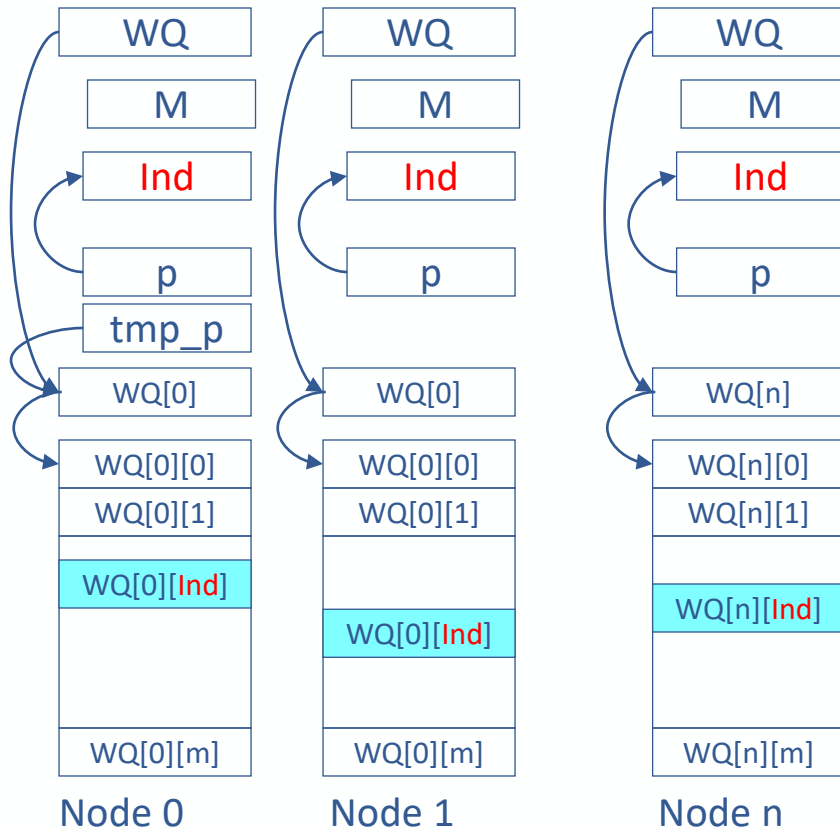 WQ
M
Ind
p
tmp_p
WQ[0]
WQ[0][0]
WQ[0][1]
WQ[0][Ind]
WQ[0][m]
Node 0
WQ
M
Ind
p
WQ[0]
WQ[0][0]
WQ[0][1]
WQ[0][Ind]
WQ[0][m]
Node 1
WQ
M
Ind
p
WQ[n]
WQ[n][0]
WQ[n][1]
WQ[n][Ind]
WQ[n][m]
Node n